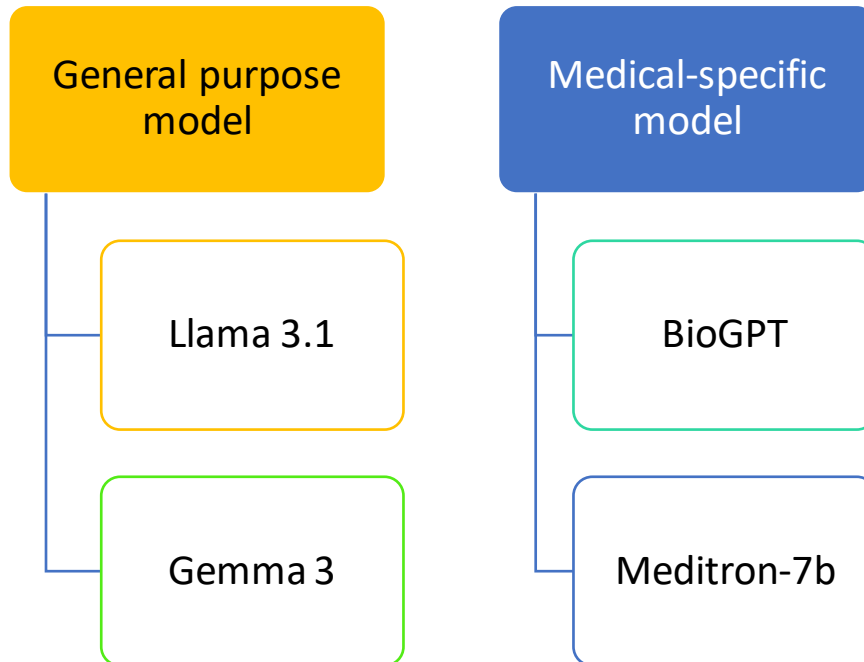 General purpose
model
Llama 3.1
Gemma 3
Medical-specific
model
BioGPT
Meditron-7b